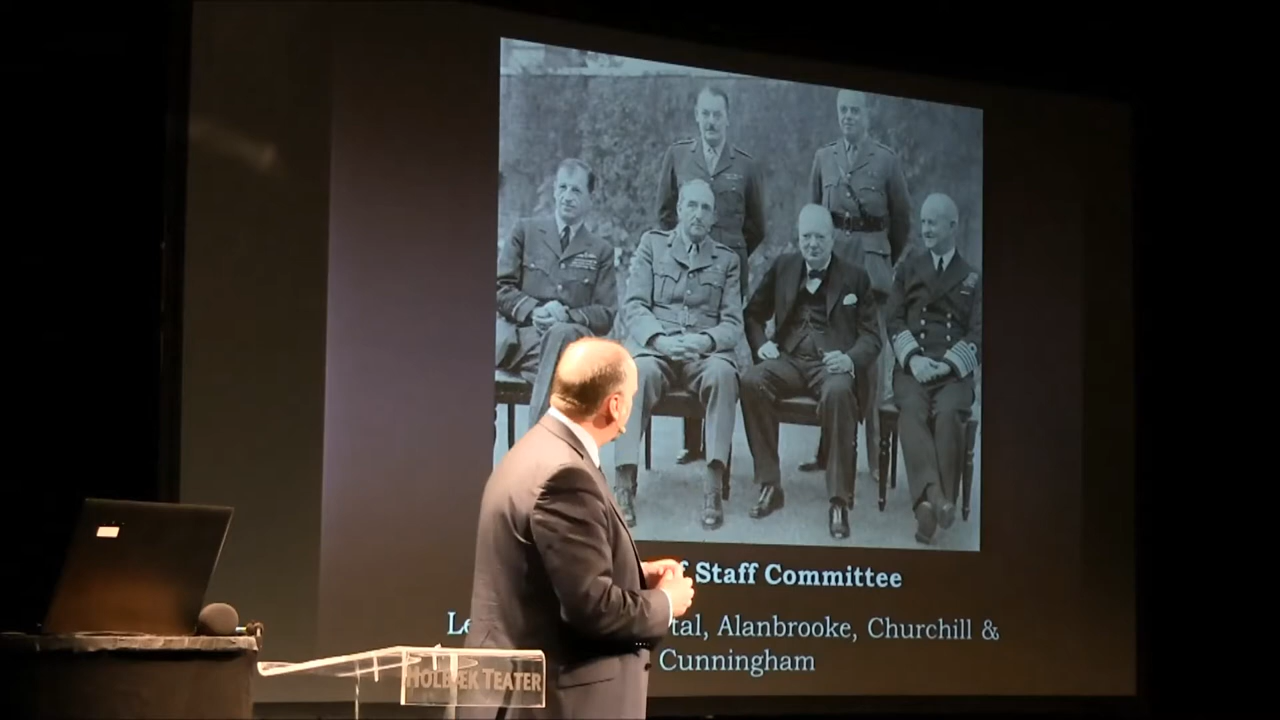 f Staff Committee
Le tal, Alanbrooke, Churchill &
Cunningham
HOLBÆK TEATER